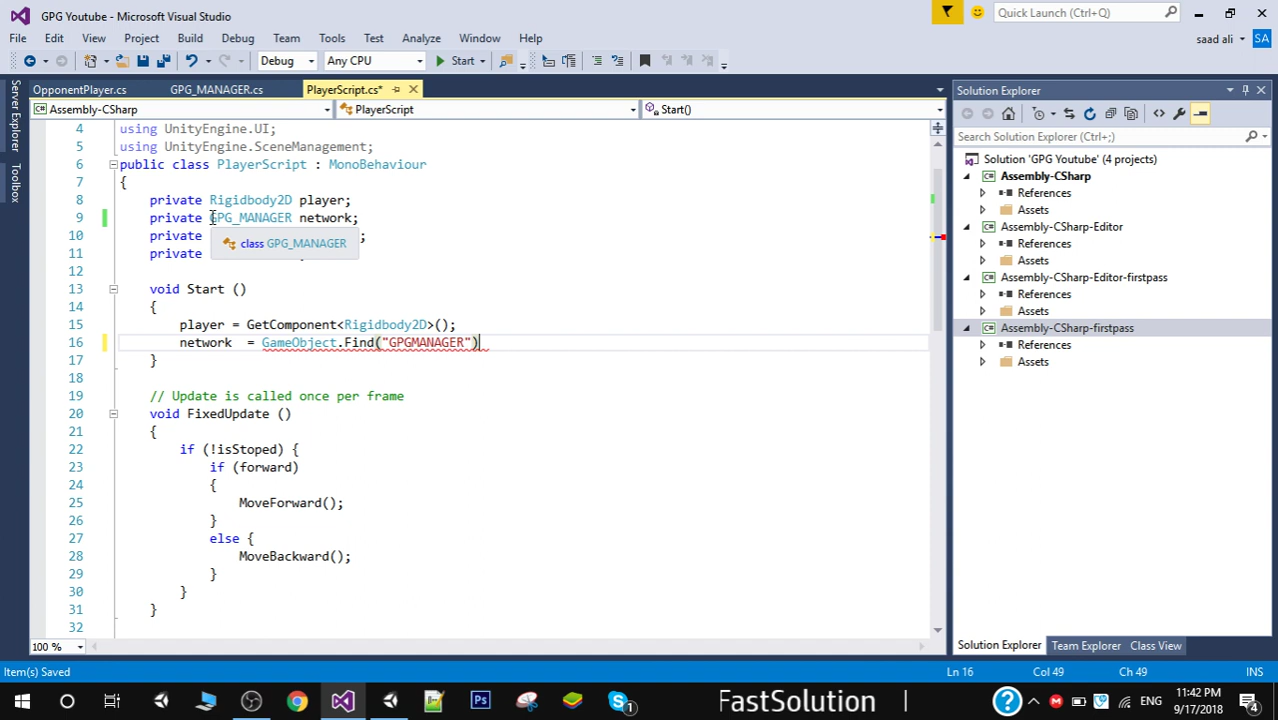 GPG Youtube - Microsoft Visual Studio
Quick Launch (Ctrl+Q)
File Edit View Project Build Debug Team Tools Test Analyze Window Help
saad ali SA
Debug Any CPU Start
Server Explorer
Toolbox
OpponentPlayer.cs GPG_MANAGER.cs PlayerScript.cs*
Assembly-CSharp PlayerScript Start()
4 using UnityEngine.UI;
5 using UnityEngine.SceneManagement;
6 public class PlayerScript : MonoBehaviour
7 {
8 private Rigidbody2D player;
9 private GPG_MANAGER network;
10 private ;
class GPG_MANAGER
11 private
12
13 void Start ()
14 {
15 player = GetComponent<Rigidbody2D>();
16 network = GameObject.Find("GPGMANAGER")
17 }
18
19 // Update is called once per frame
20 void FixedUpdate ()
21 {
22 if (!isStoped) {
23 if (forward)
24 {
25 MoveForward();
26 }
27 else {
28 MoveBackward();
29 }
30 }
31 }
32
100 %
Solution Explorer
Search Solution Explorer (Ctrl+;)
Solution 'GPG Youtube' (4 projects)
Assembly-CSharp
References
Assets
Assembly-CSharp-Editor
References
Assets
Assembly-CSharp-Editor-firstpass
References
Assets
Assembly-CSharp-firstpass
References
Assets
Solution Explorer Team Explorer Class View
Item(s) Saved Ln 16 Col 49 Ch 49 INS
FastSolution
ENG
11:42 PM
9/17/2018